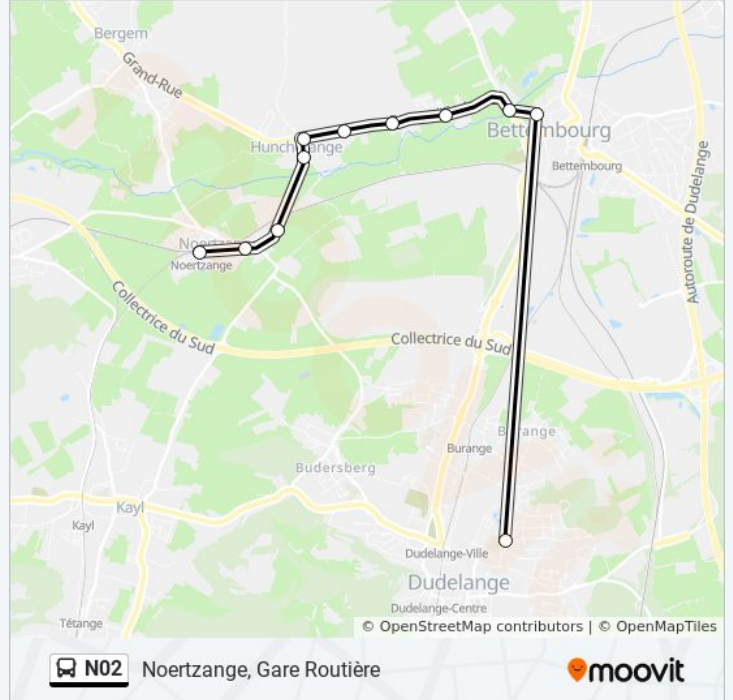 Bergem
Grand-Rue
Bettembourg
Bettembourg
Autoroute de Dudelange
Noertzange
Collectrice du Sud
Collectrice du Sud
Burange
Burange
Budersberg
Kayl
Kayl
Dudelange-Ville
Dudelange
Dudelange-Centre
Tétange
© OpenStreetMap contributors | © OpenMapTiles
N02 Noertzange, Gare Routière
moovit